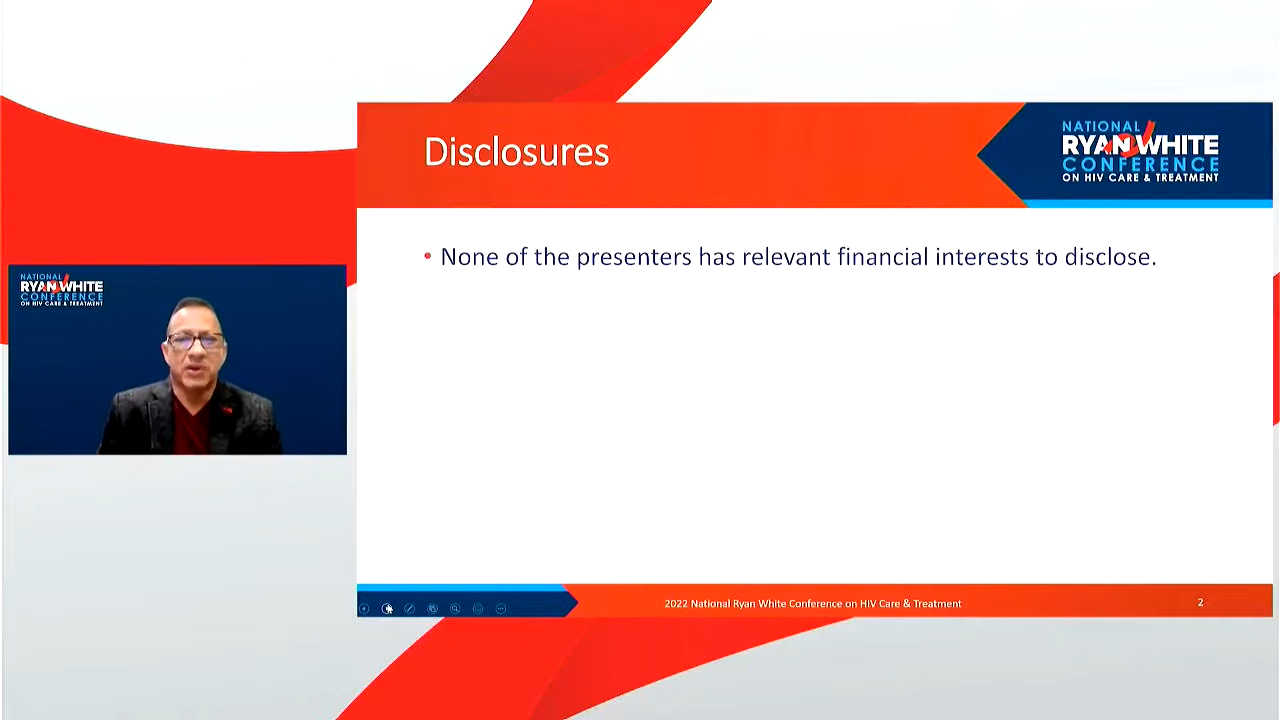 Disclosures
NATIONAL
RYAN WHITE
CONFERENCE
ON HIV CARE & TREATMENT
• None of the presenters has relevant financial interests to disclose.
NATIONAL
RYAN WHITE
CONFERENCE
ON HIV CARE & TREATMENT
2022 National Ryan White Conference on HIV Care & Treatment
2